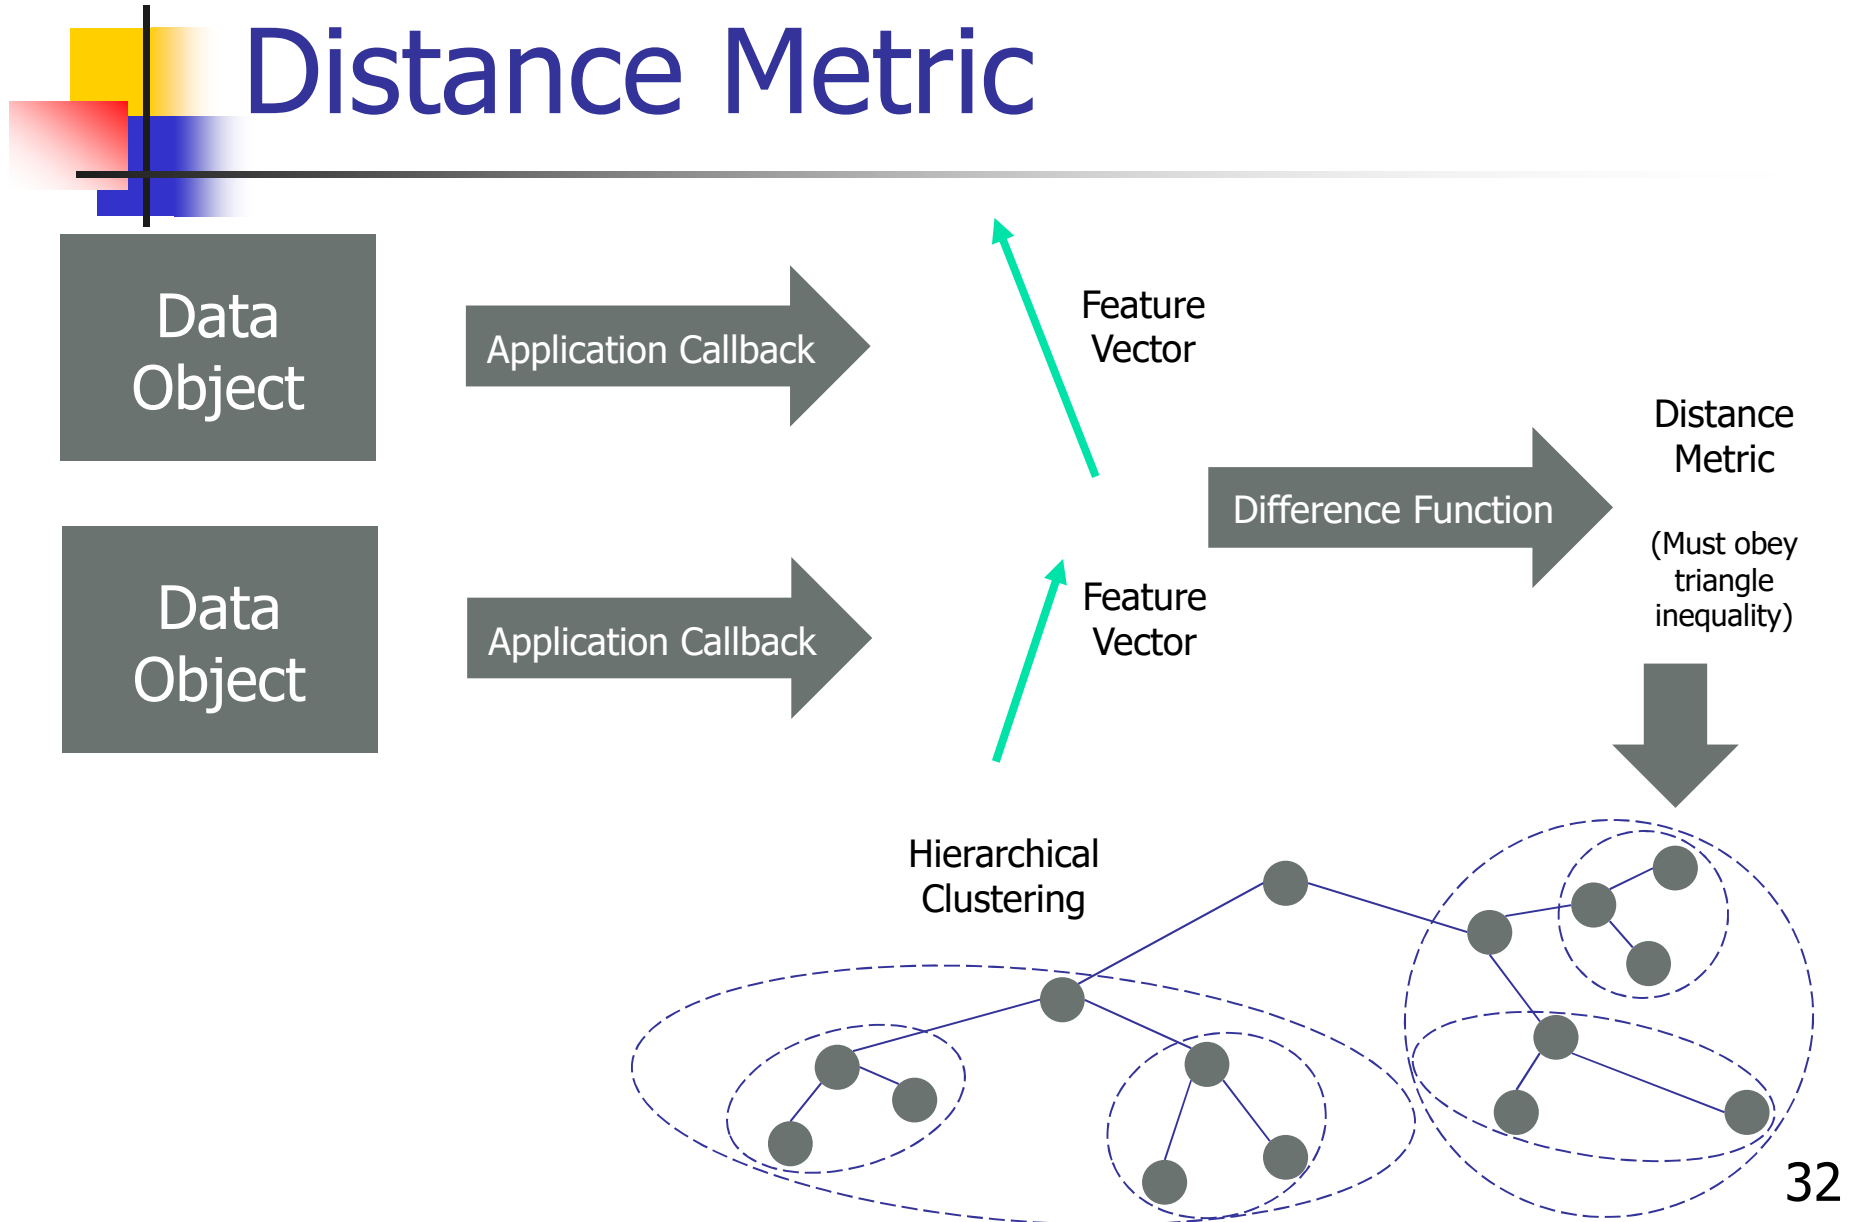 Distance Metric
Data
Object
Application Callback
Feature
Vector
Data
Object
Application Callback
Feature
Vector
Difference Function
Distance
Metric
(Must obey
triangle
inequality)
Hierarchical
Clustering
32